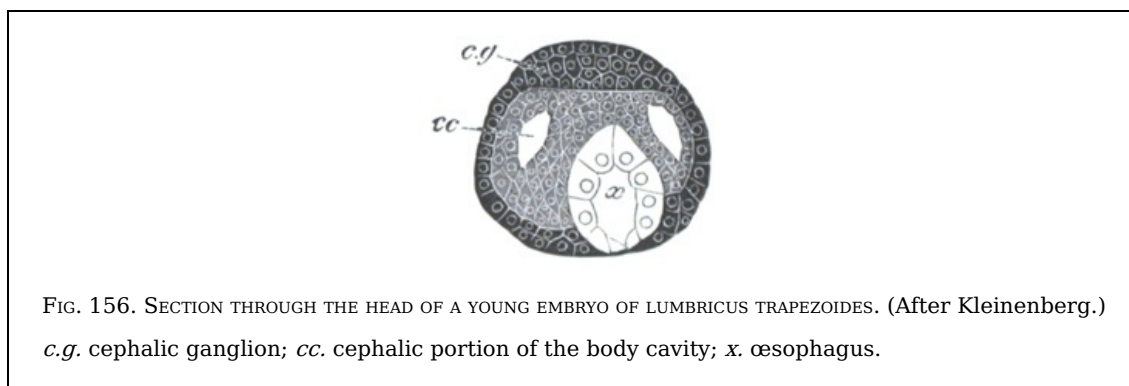 c.g
cc
x
FIG. 156. SECTION THROUGH THE HEAD OF A YOUNG EMBRYO OF LUMBRICUS TRAPEZOIDES. (After Kleinenberg.)
c.g. cephalic ganglion; cc. cephalic portion of the body cavity; x. œsophagus.